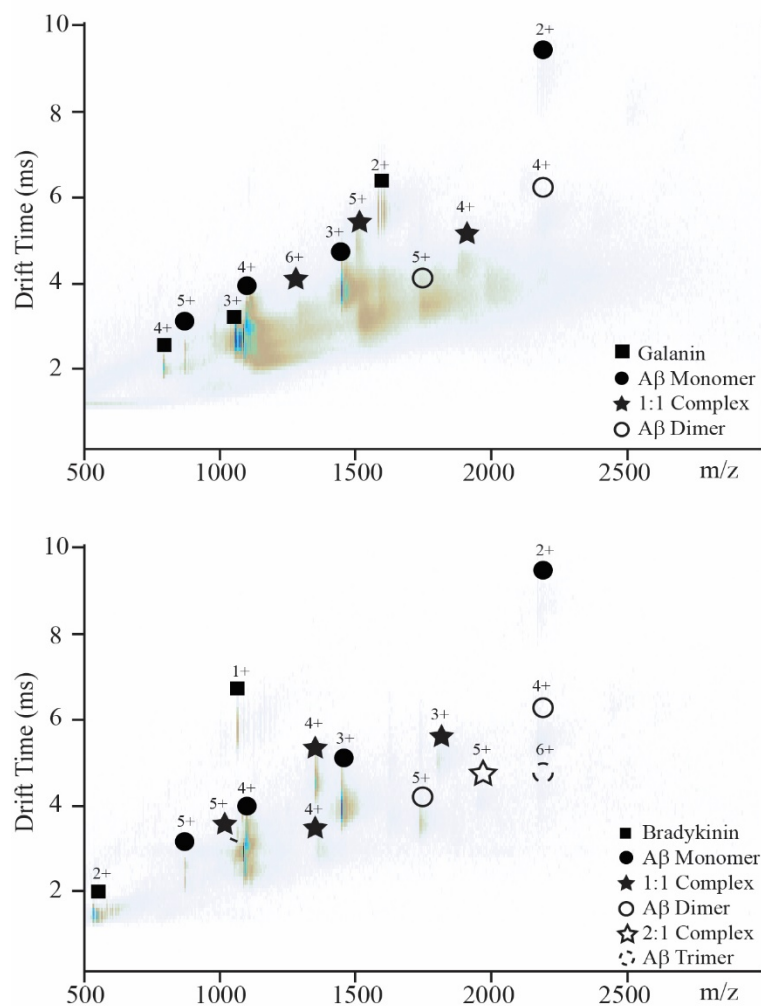 10
2+
8
4+
2+
6
5+
4+
3+
6+
5+
4
4+
5+
3+
4+
2
Drift Time (ms)
Galanin
Aβ Monomer
1:1 Complex
Aβ Dimer
500 1000 1500 2000 2500 m/z
10
2+
8
1+
4+
6
4+
3+
3+
5+
6+
4
5+
4+
5+
5+
4+
2+
2
Drift Time (ms)
Bradykinin
Aβ Monomer
1:1 Complex
Aβ Dimer
2:1 Complex
Aβ Trimer
500 1000 1500 2000 2500 m/z